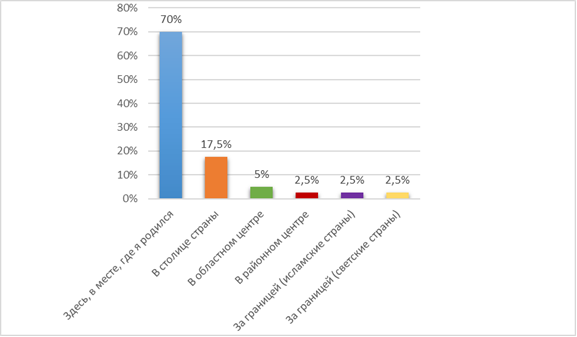 80%
70%
60%
50%
40%
30%
20%
10%
0%
70%
17,5%
5%
2,5%
2,5%
2,5%
Здесь, в месте, где я родился
В столице страны
В областном центре
В районном центре
За границей (исламские страны)
За границей (светские страны)